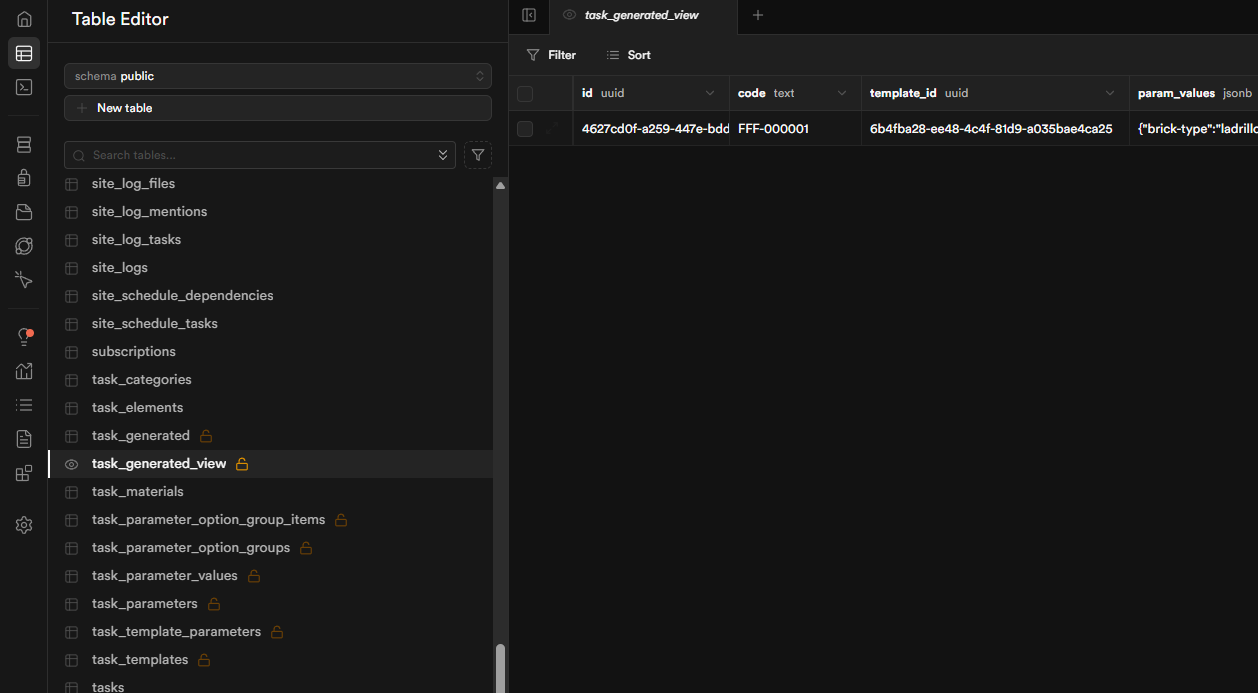 Table Editor
schema public
New table
Search tables...
site_log_files
site_log_mentions
site_log_tasks
site_logs
site_schedule_dependencies
site_schedule_tasks
subscriptions
task_categories
task_elements
task_generated
task_generated_view
task_materials
task_parameter_option_group_items
task_parameter_option_groups
task_parameter_values
task_parameters
task_template_parameters
task_templates
tasks
task_generated_view
Filter Sort
id uuid code text template_id uuid param_values jsonb
4627cd0f-a259-447e-bdd FFF-000001 6b4fba28-ee48-4c4f-81d9-a035bae4ca25 {"brick-type":"ladrillo